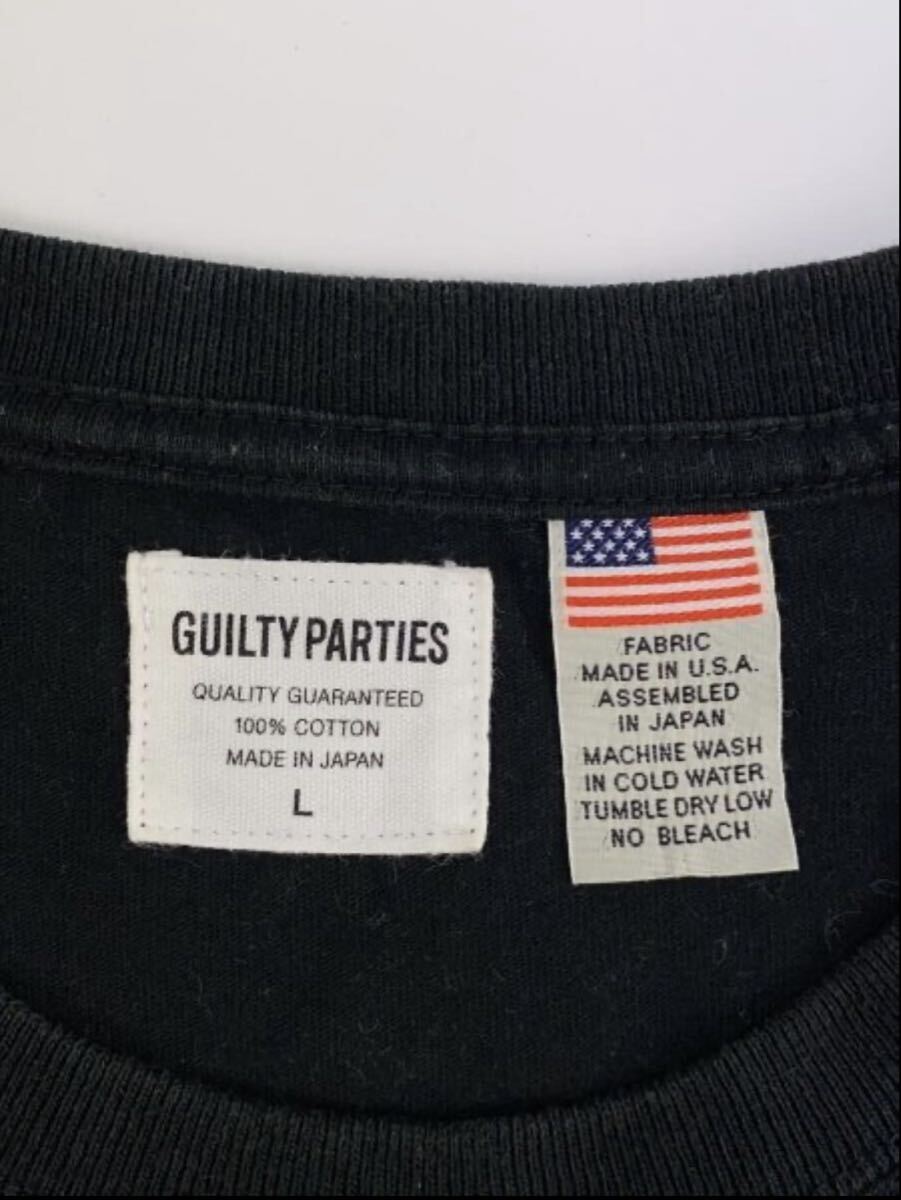 GUILTY PARTIES
QUALITY GUARANTEED
100% COTTON
MADE IN JAPAN
L
FABRIC
MADE IN U.S.A.
ASSEMBLED
IN JAPAN
MACHINE WASH
IN COLD WATER
TUMBLE DRY LOW
NO BLEACH